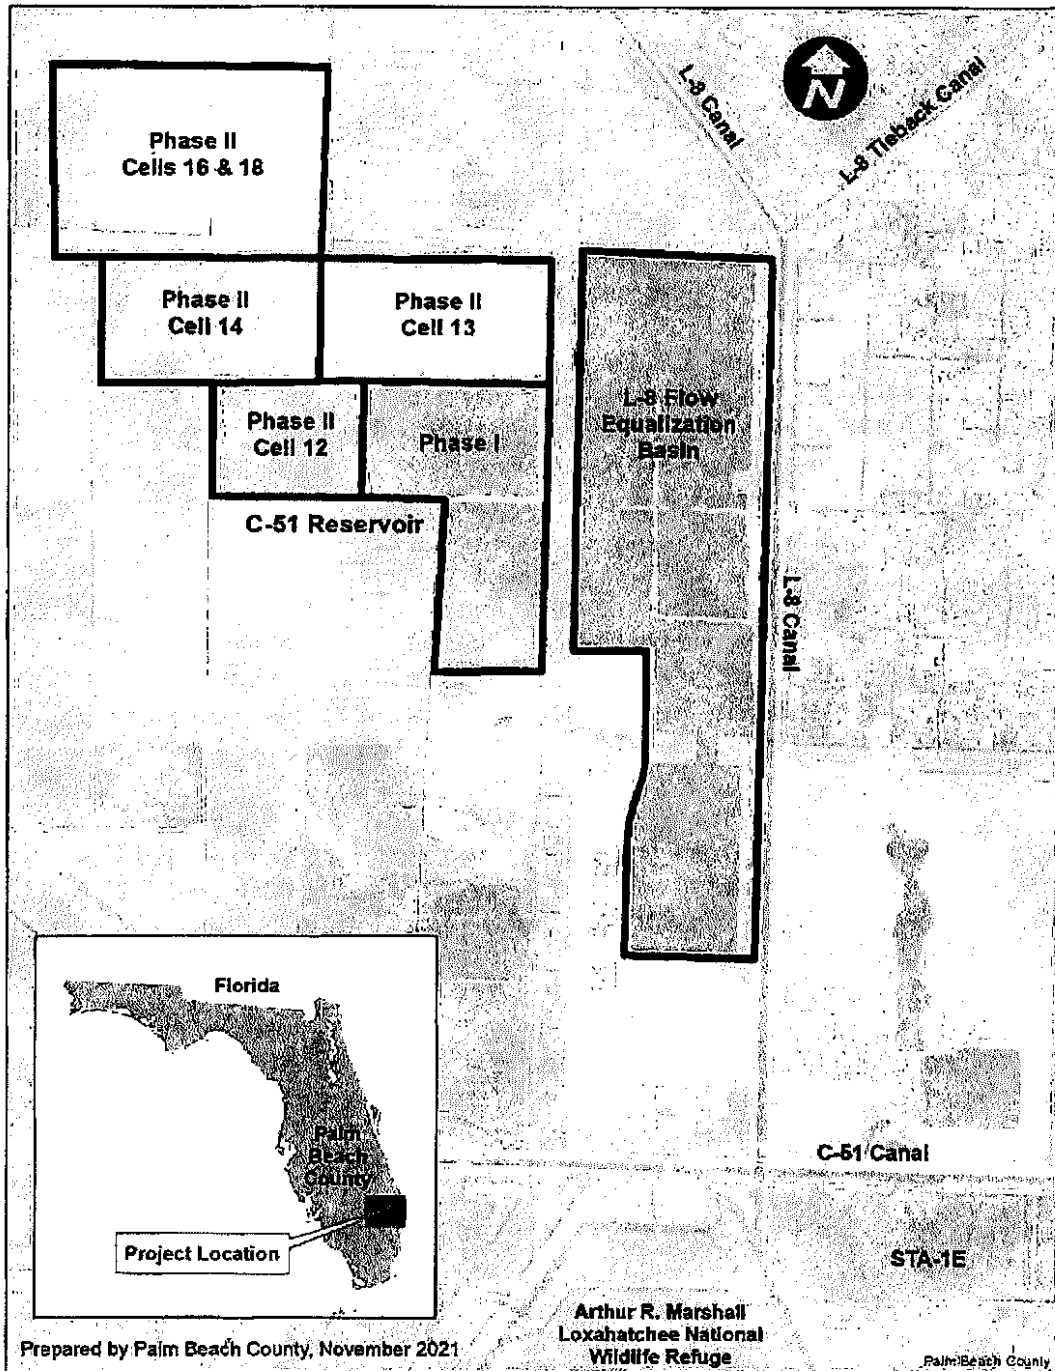 N
L-8 Canal
L-8 Tieback Canal
Phase II
Cells 16 & 18
Phase II
Cell 14
Phase II
Cell 13
Phase II
Cell 12
Phase I
C-51 Reservoir
L-8 Flow
Equalization
Basin
L-8 Canal
Florida
Palm
Beach
County
Project Location
C-51 Canal
STA-1E
Arthur R. Marshall
Loxahatchee National
Wildlife Refuge
Prepared by Palm Beach County, November 2021
Palm Beach County